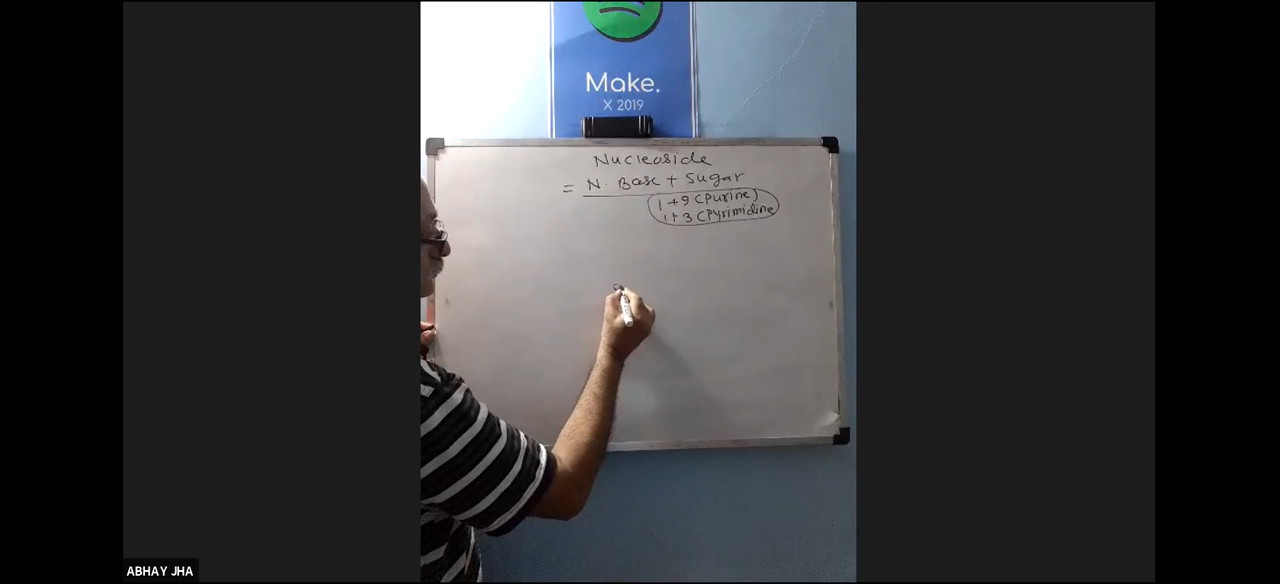 Make.
X 2019
Nucleoside
= N. Base + Sugar
1 + 9 (Purine)
1 + 3 (Pyrimidine
ABHAY JHA